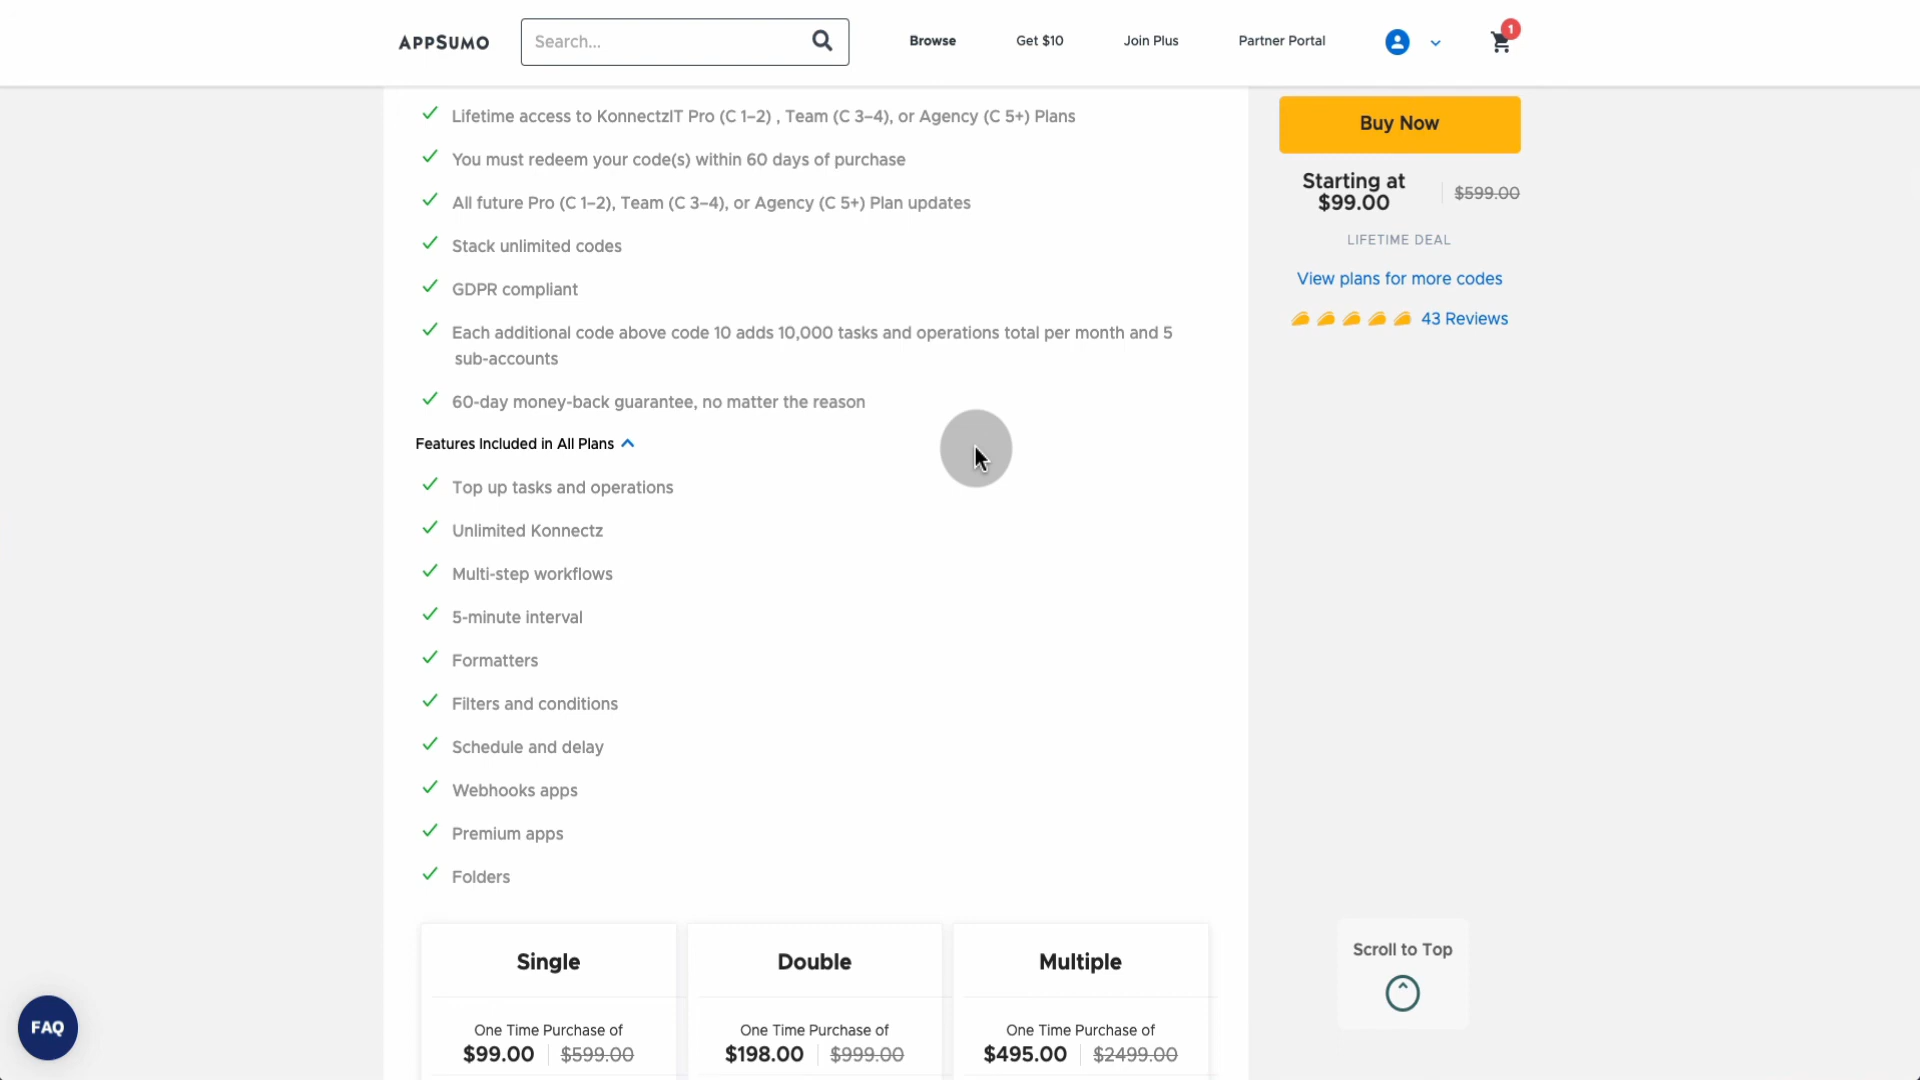 APPSUMO
Search...
Browse
Get $10
Join Plus
Partner Portal
1
Lifetime access to KonnectzIT Pro (C 1–2) , Team (C 3–4), or Agency (C 5+) Plans
You must redeem your code(s) within 60 days of purchase
All future Pro (C 1–2), Team (C 3–4), or Agency (C 5+) Plan updates
Stack unlimited codes
GDPR compliant
Each additional code above code 10 adds 10,000 tasks and operations total per month and 5
sub-accounts
60-day money-back guarantee, no matter the reason
Features Included in All Plans
Top up tasks and operations
Unlimited Konnectz
Multi-step workflows
5-minute interval
Formatters
Filters and conditions
Schedule and delay
Webhooks apps
Premium apps
Folders
Buy Now
Starting at
$99.00
$599.00
LIFETIME DEAL
View plans for more codes
43 Reviews
Single
One Time Purchase of
$99.00 $599.00
Double
One Time Purchase of
$198.00 $999.00
Multiple
One Time Purchase of
$495.00 $2499.00
Scroll to Top
FAQ